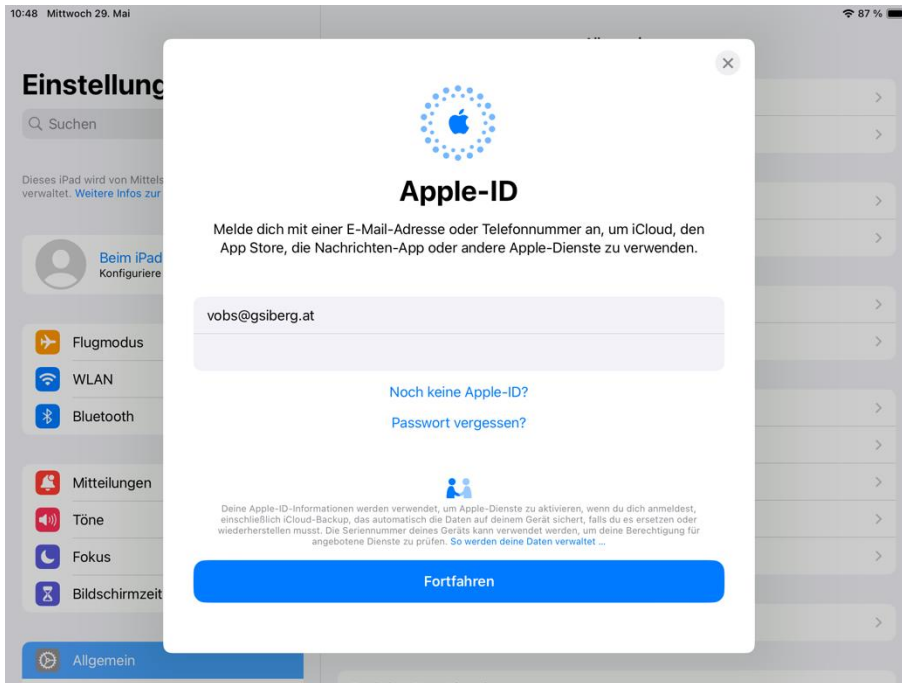 10:48 Mittwoch 29. Mai
87 %
Einstellung
Suchen
Dieses iPad wird von Mittels
verwaltet. Weitere Infos zur
Beim iPad
Konfiguriere
Flugmodus
WLAN
Bluetooth
Mitteilungen
Töne
Fokus
Bildschirmzeit
Allgemein
Apple-ID
Melde dich mit einer E-Mail-Adresse oder Telefonnummer an, um iCloud, den
App Store, die Nachrichten-App oder andere Apple-Dienste zu verwenden.
vobs@gsiberg.at
Noch keine Apple-ID?
Passwort vergessen?
Deine Apple-ID-Informationen werden verwendet, um Apple-Dienste zu aktivieren, wenn du dich anmeldest,
einschließlich iCloud-Backup, das automatisch die Daten auf deinem Gerät sichert, falls du es ersetzen oder
wiederherstellen musst. Die Seriennummer deines Geräts kann verwendet werden, um deine Berechtigung für
angebotene Dienste zu prüfen. So werden deine Daten verwaltet ...
Fortfahren